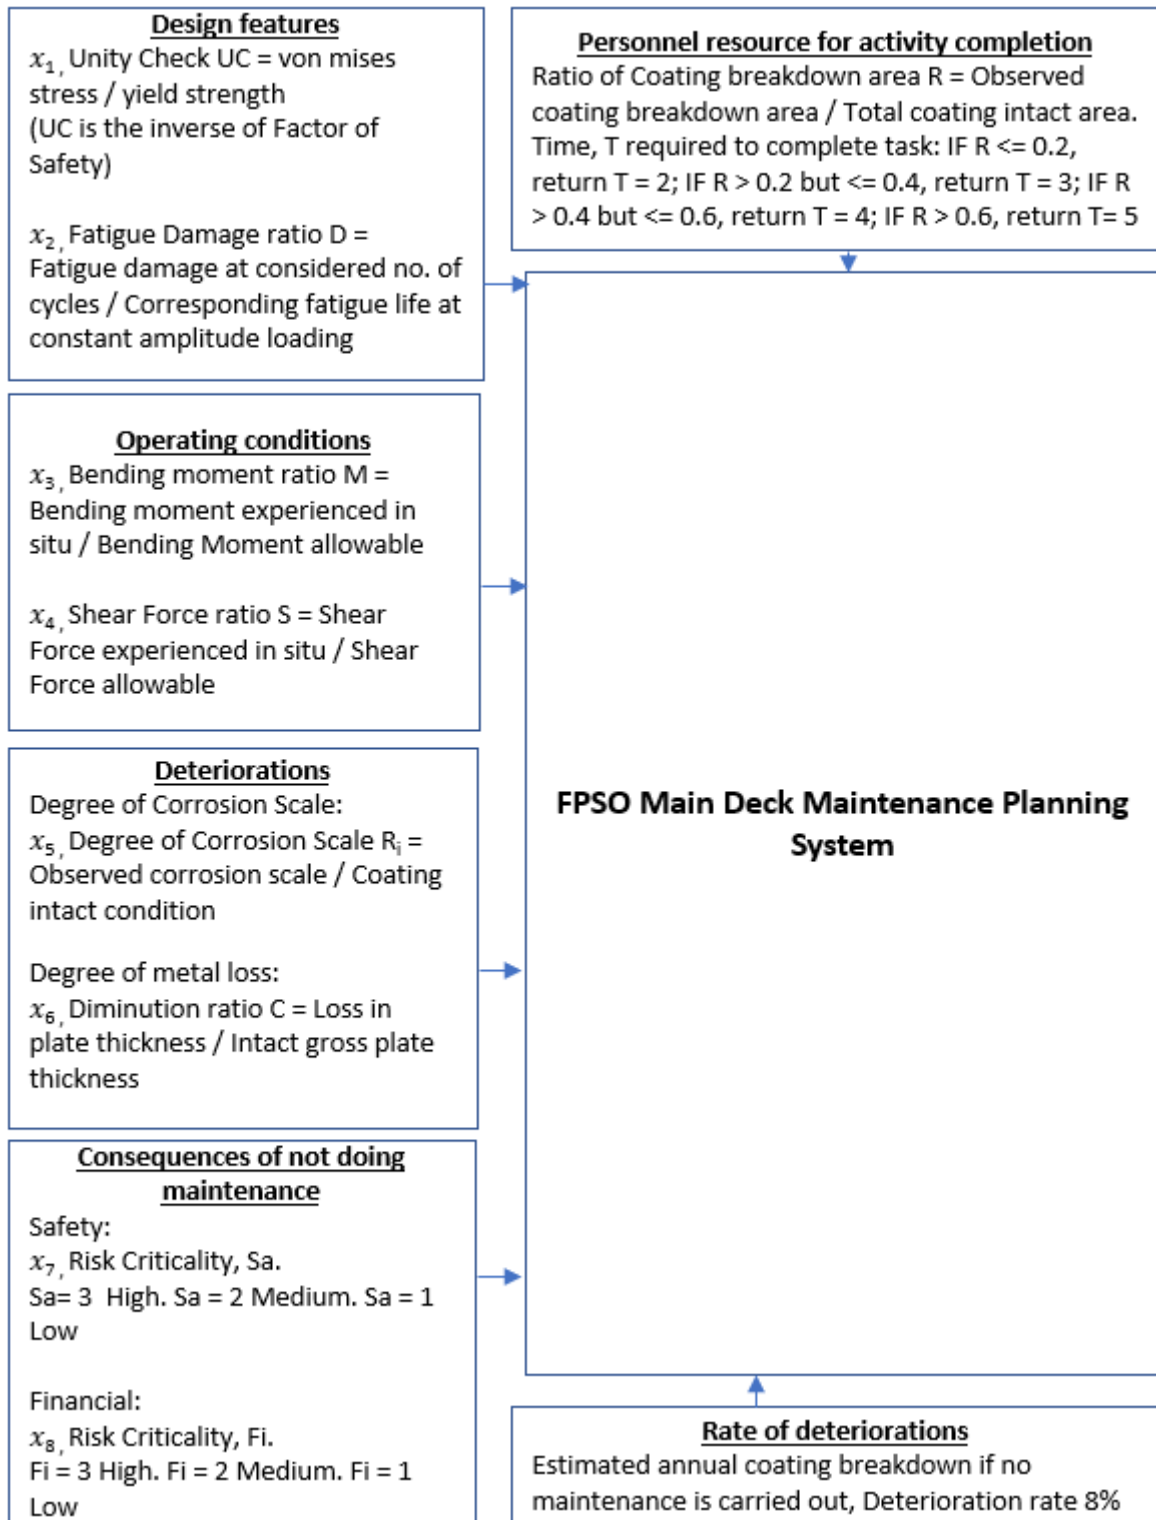 Design features
x₁, Unity Check UC = von mises
stress / yield strength
(UC is the inverse of Factor of
Safety)
x₂, Fatigue Damage ratio D =
Fatigue damage at considered no. of
cycles / Corresponding fatigue life at
constant amplitude loading
Personnel resource for activity completion
Ratio of Coating breakdown area R = Observed
coating breakdown area / Total coating intact area.
Time, T required to complete task: IF R <= 0.2,
return T = 2; IF R > 0.2 but <= 0.4, return T = 3; IF R
> 0.4 but <= 0.6, return T = 4; IF R > 0.6, return T= 5
Operating conditions
x₃, Bending moment ratio M =
Bending moment experienced in
situ / Bending Moment allowable
x₄, Shear Force ratio S = Shear
Force experienced in situ / Shear
Force allowable
Deteriorations
Degree of Corrosion Scale:
x₅, Degree of Corrosion Scale Rᵢ =
Observed corrosion scale / Coating
intact condition
Degree of metal loss:
x₆, Diminution ratio C = Loss in
plate thickness / Intact gross plate
thickness
FPSO Main Deck Maintenance Planning
System
Consequences of not doing
maintenance
Safety:
x₇, Risk Criticality, Sa.
Sa= 3 High. Sa = 2 Medium. Sa = 1
Low
Financial:
x₈, Risk Criticality, Fi.
Fi = 3 High. Fi = 2 Medium. Fi = 1
Low
Rate of deteriorations
Estimated annual coating breakdown if no
maintenance is carried out, Deterioration rate 8%